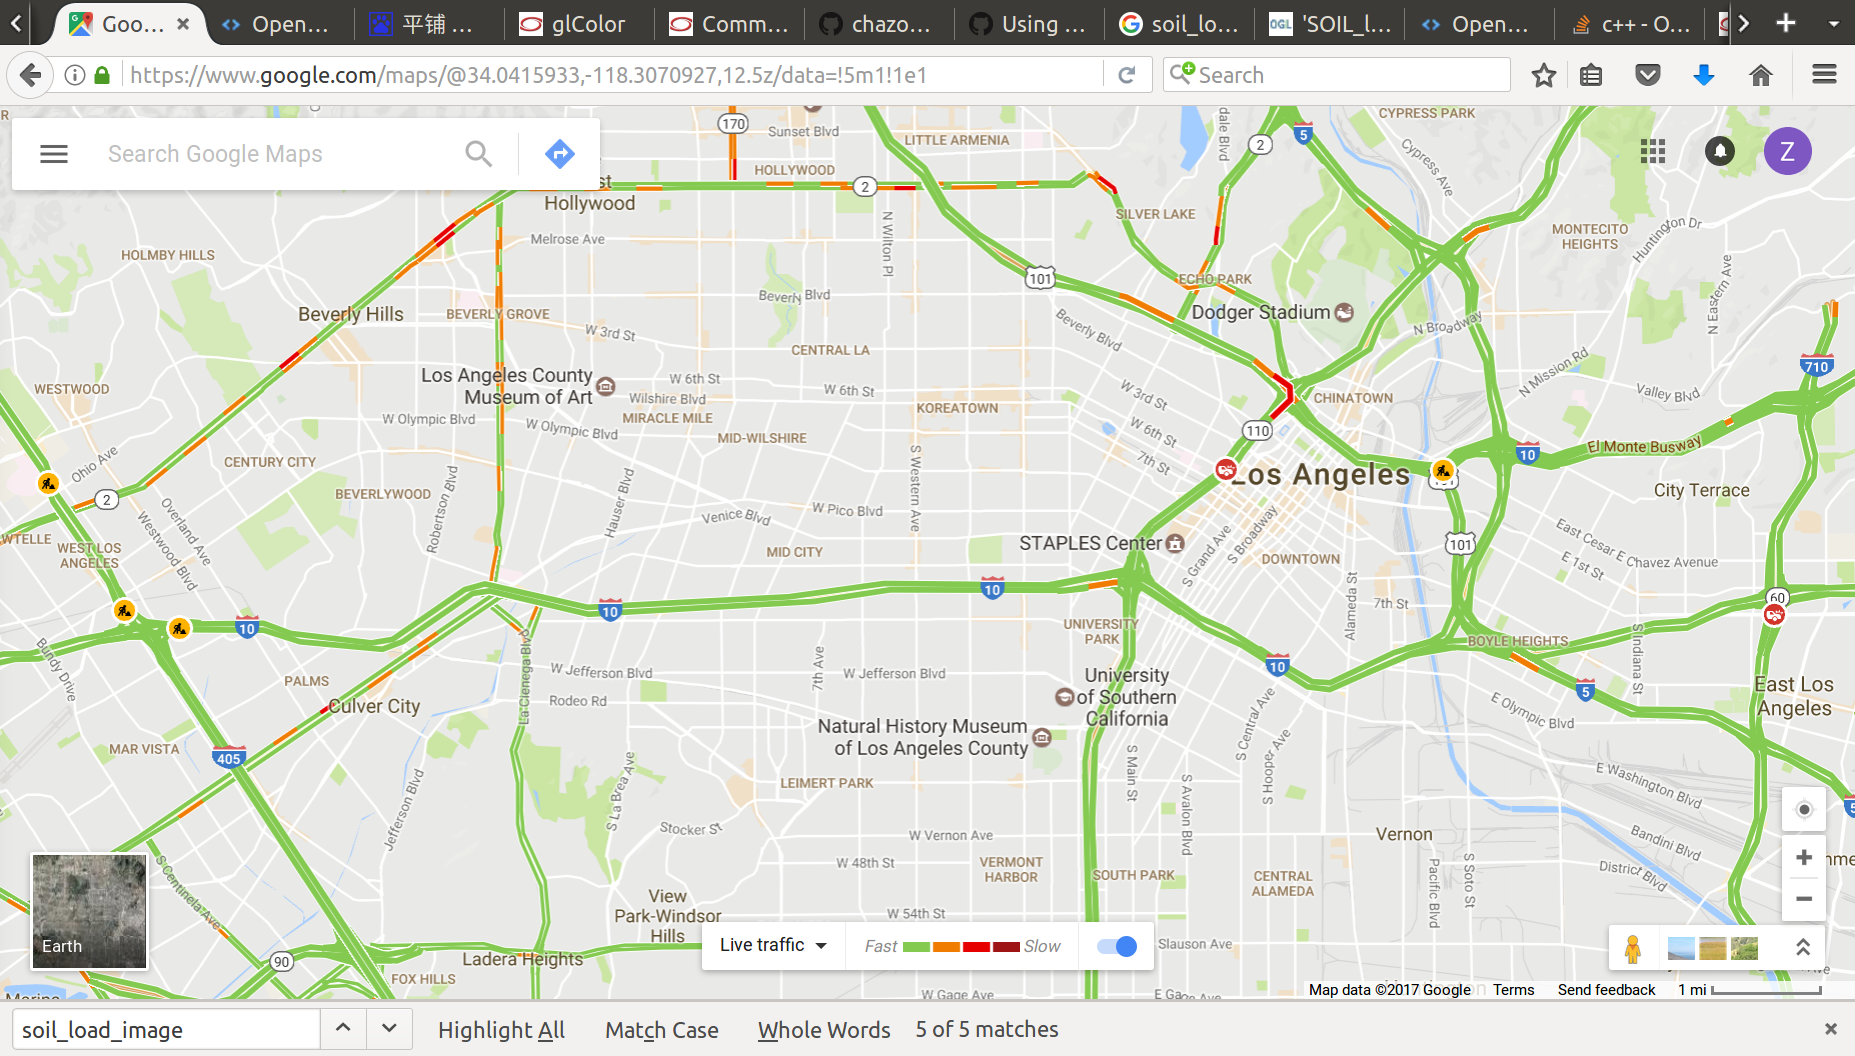 Goo...
Open...
平铺 ...
glColor
Comm...
chazo...
Using ...
soil_lo...
'SOIL_l...
Open...
c++ - O...
https://www.google.com/maps/@34.0415933,-118.3070927,12.5z/data=!5m1!1e1
Search
Search Google Maps
Z
170
Sunset Blvd
LITTLE ARMENIA
HOLLYWOOD
2
st
Hollywood
Melrose Ave
N Wilton Pl
HOLMBY HILLS
Beverly Hills
BEVERLY GROVE
Beverly Blvd
W 3rd St
CENTRAL LA
Los Angeles County
Museum of Art
W 6th St
W 6th St
Wilshire Blvd
MIRACLE MILE
W Olympic Blvd
W Olympic Blvd
MID-WILSHIRE
KOREATOWN
WESTWOOD
Ohio Ave
CENTURY CITY
2
Overland Ave
Westwood Blvd
BEVERLYWOOD
Robertson Blvd
Hauser Blvd
Venice Blvd
W Pico Blvd
S Western Ave
MID CITY
WTELLE
WEST LOS
ANGELES
10
10
10
Bundy Drive
PALMS
Culver City
MAR VISTA
405
La Cienega Blvd
W Jefferson Blvd
Rodeo Rd
7th Ave
W Jefferson Blvd
Jefferson Blvd
S La Brea Ave
Stocker St
LEIMERT PARK
Natural History Museum
of Los Angeles County
University
of Southern
California
UNIVERSITY
PARK
STAPLES Center
CYPRESS PARK
5
2
dale Blvd
Cypress Ave
SILVER LAKE
ECHO PARK
101
Dodger Stadium
Beverly Blvd
W 3rd St
W 6th St
7th St
110
CHINATOWN
Los Angeles
MONTECITO
HEIGHTS
Huntington Dr
N Eastern Ave
N Broadway
N Mission Rd
Valley Blvd
710
10
El Monte Busway
City Terrace
101
101
East Cesar E Chavez Avenue
E 1st St
S Grand Ave
S Broadway
DOWNTOWN
Alameda St
7th St
60
BOYLE HEIGHTS
S Indiana St
10
5
East Los
Angeles
E Olympic Blvd
S Central Ave
S Hooper Ave
S Main St
S Avalon Blvd
E Washington Blvd
5
Vernon
Bandini Blvd
District Blvd
mme
Pacific Blvd
S Soto St
W Vernon Ave
W 48th St
VERMONT
HARBOR
SOUTH PARK
CENTRAL
ALAMEDA
W 54th St
View
Park-Windsor
Hills
S Centinela Ave
Earth
90
Ladera Heights
FOX HILLS
Live traffic
Fast
Slow
Slauson Ave
W Gage Ave
Map data ©2017 Google
Terms
Send feedback
1 mi
soil_load_image
Highlight All
Match Case
Whole Words
5 of 5 matches